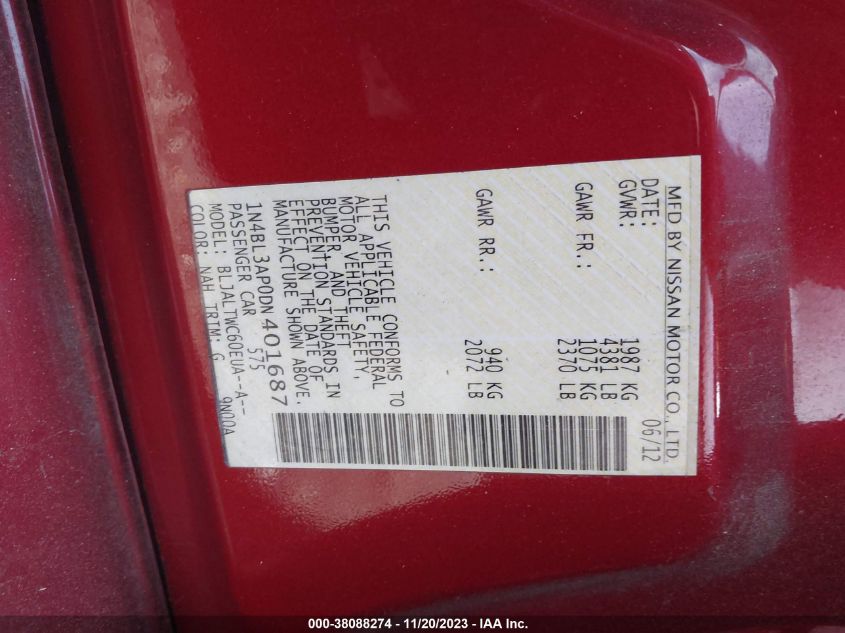 MFD BY NISSAN MOTOR CO., LTD.
DATE: 06/12
GVWR: 1987 KG
4381 LB
GAWR FR.: 1075 KG
2370 LB
GAWR RR.: 940 KG
2072 LB
THIS VEHICLE CONFORMS TO
ALL APPLICABLE FEDERAL
MOTOR VEHICLE SAFETY,
BUMPER, AND THEFT
PREVENTION STANDARDS IN
EFFECT ON THE DATE OF
MANUFACTURE SHOWN ABOVE.
1N4BL3AP0DN401687
PASSENGER CAR 575
MODEL: BLJALTWC60EUA--A--
COLOR: NAH TRIM: G 9N00A
000-38088274 - 11/20/2023 - IAA Inc.